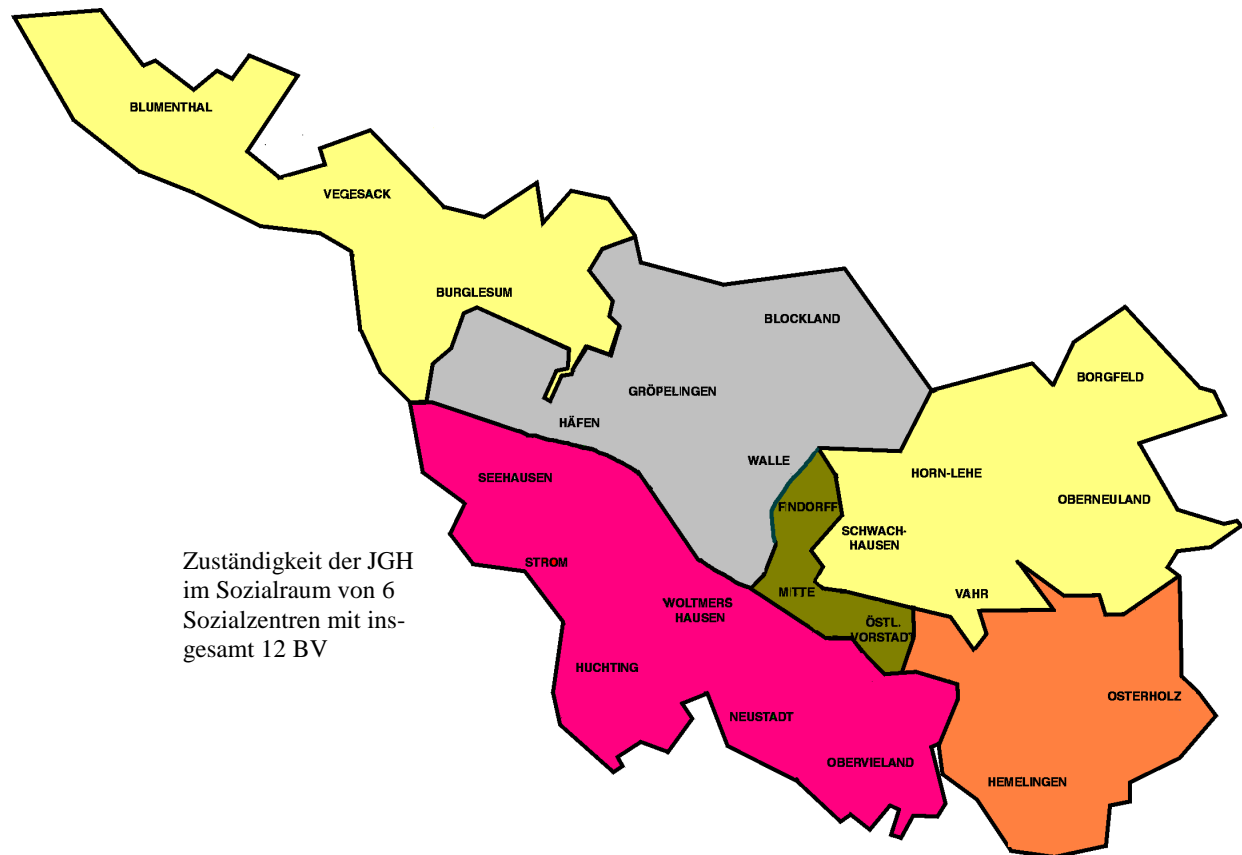 BLUMENTHAL
VEGESACK
BURGLESUM
BLOCKLAND
BORGFELD
GRÖPELINGEN
HÄFEN
WALLE
HORN-LEHE
SEEHAUSEN
OBERNEULAND
FINDORFF
SCHWACH-
HAUSEN
Zuständigkeit der JGH
im Sozialraum von 6
Sozialzentren mit ins-
gesamt 12 BV
STROM
MITTE
VAHR
WOLTMERS
HAUSEN
ÖSTL.
VORSTADT
HUCHTING
OSTERHOLZ
NEUSTADT
OBERVIELAND
HEMELINGEN